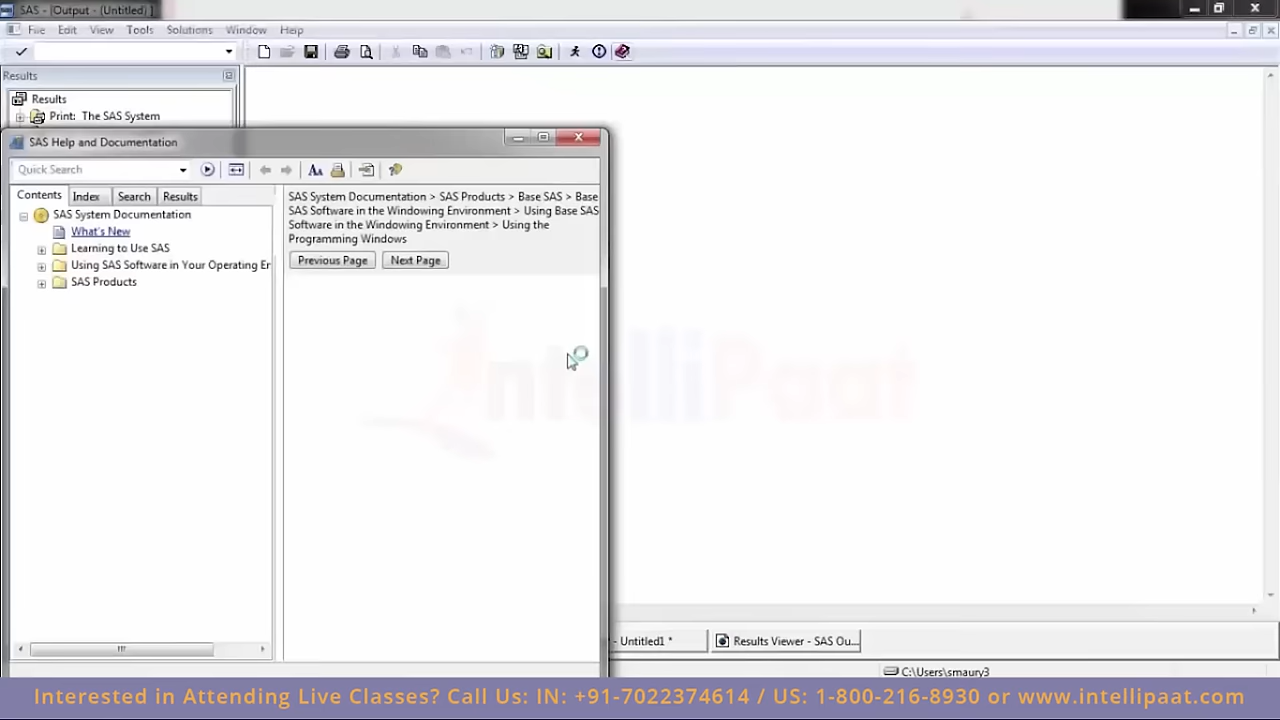 SAS - [Output - (Untitled) ]
File Edit View Tools Solutions Window Help
Results
Results
Print: The SAS System
SAS Help and Documentation
Quick Search
Contents Index Search Results
SAS System Documentation
What's New
Learning to Use SAS
Using SAS Software in Your Operating Er
SAS Products
SAS System Documentation > SAS Products > Base SAS > Base
SAS Software in the Windowing Environment > Using Base SAS
Software in the Windowing Environment > Using the
Programming Windows
Previous Page Next Page
IntelliPaat
- Untitled1 * Results Viewer - SAS Ou...
C:\Users\smaury3
Interested in Attending Live Classes? Call Us: IN: +91-7022374614 / US: 1-800-216-8930 or www.intellipaat.com